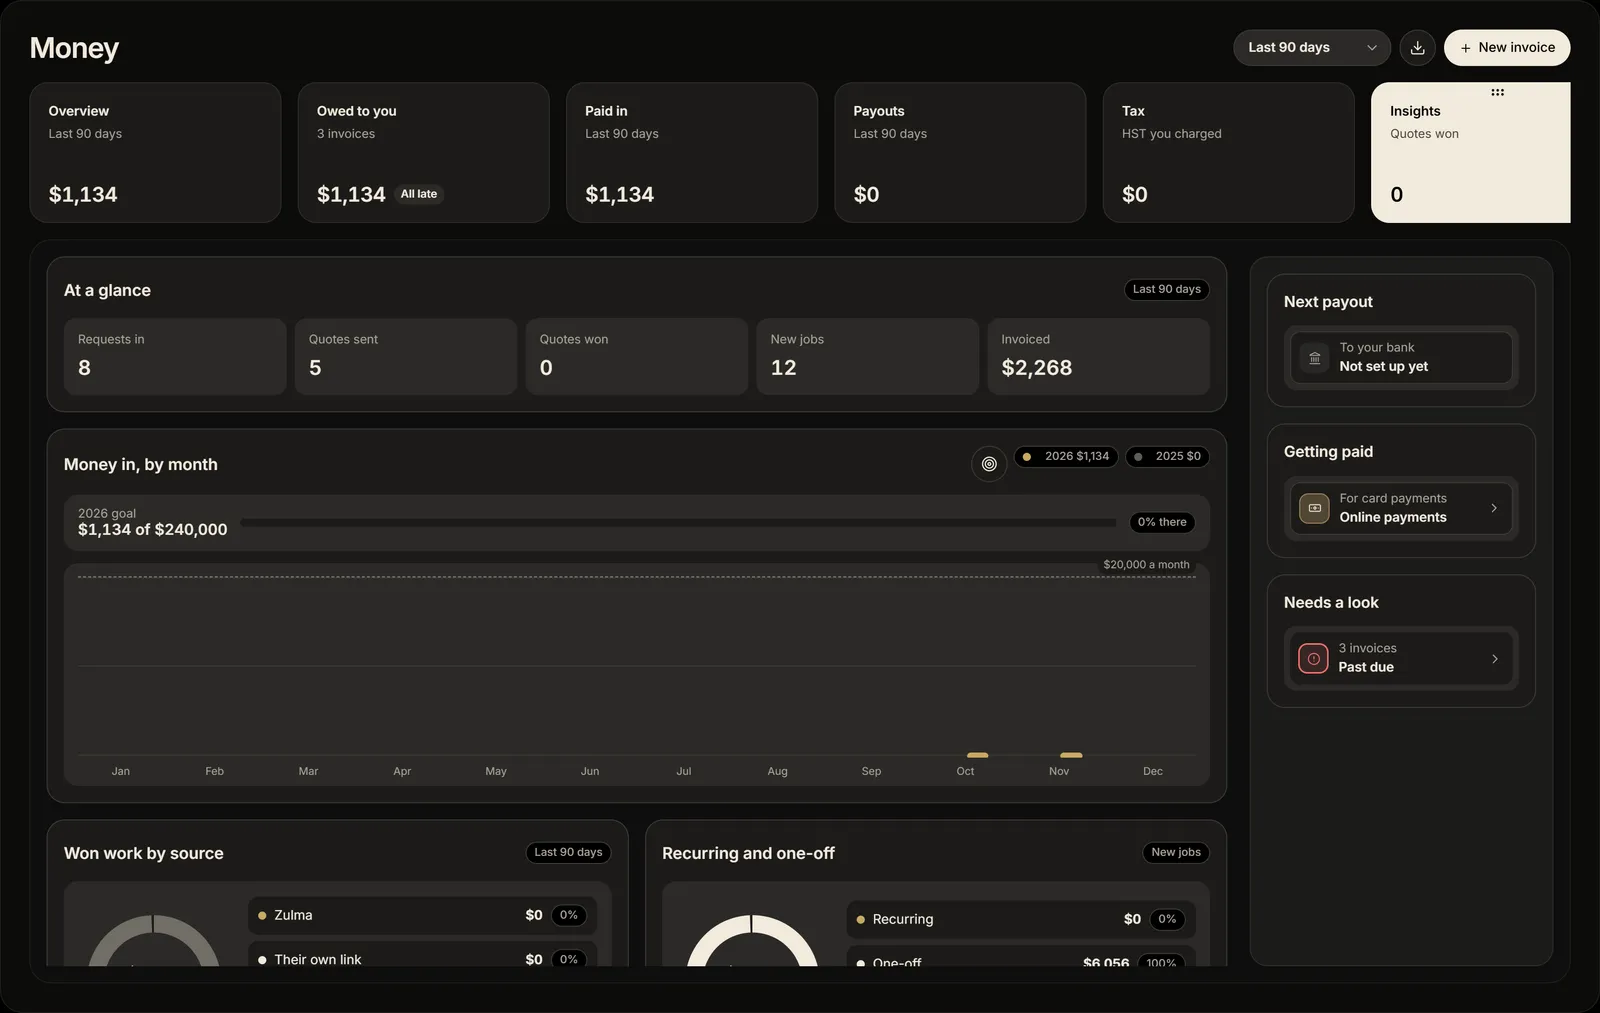 Money
Last 90 days
+ New invoice
Overview
Last 90 days
$1,134
Owed to you
3 invoices
$1,134 All late
Paid in
Last 90 days
$1,134
Payouts
Last 90 days
$0
Tax
HST you charged
$0
Insights
Quotes won
0
At a glance
Last 90 days
Requests in
8
Quotes sent
5
Quotes won
0
New jobs
12
Invoiced
$2,268
Money in, by month
2026 $1,134
2025 $0
2026 goal
$1,134 of $240,000
0% there
$20,000 a month
Jan Feb Mar Apr May Jun Jul Aug Sep Oct Nov Dec
Won work by source
Last 90 days
Zulma $0 0%
Their own link $0 0%
Recurring and one-off
New jobs
Recurring $0 0%
One-off $6,056 100%
Next payout
To your bank
Not set up yet
Getting paid
For card payments
Online payments
Needs a look
3 invoices
Past due